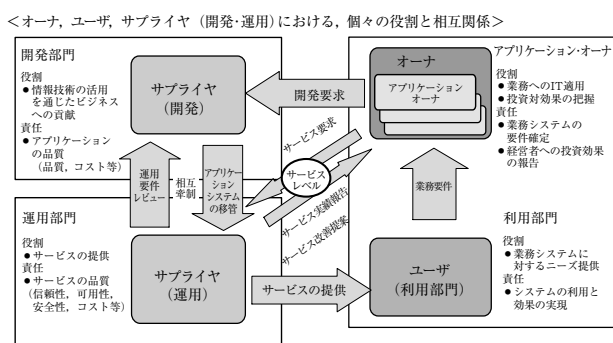 ＜オーナ，ユーザ，サプライヤ（開発･運用）における，個々の役割と相互関係＞
開発部門
役割
●情報技術の活用
を通じたビジネス
への貢献
責任
●アプリケーション
の品質
（品質，コスト等）
サプライヤ
（開発）
開発要求
オーナ
アプリケーション
オーナ
アプリケーション・オーナ
役割
●業務へのIT適用
●投資対効果の把握
責任
●業務システムの
要件確定
●経営者への投資効果
の報告
運用
要件
レビュー
相互
牽制
アプリ
ケーション
システム
の移管
サービス要求
サービス
レベル
サービス実績報告
サービス改善提案
業務要件
運用部門
役割
●サービスの提供
責任
●サービスの品質
（信頼性，可用性，
安全性，コスト等）
サプライヤ
（運用）
サービスの提供
ユーザ
（利用部門）
利用部門
役割
●業務システムに
対するニーズ提供
責任
●システムの利用と
効果の実現